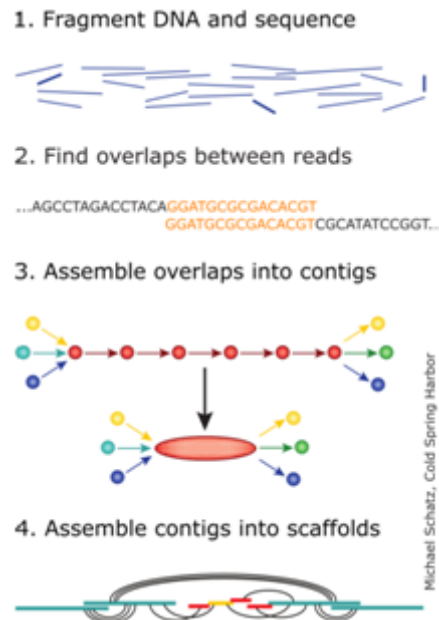 1. Fragment DNA and sequence
2. Find overlaps between reads
...AGCCTAGACCTACAGGATGCGCGACACGT
GGATGCGCGACACGTCGCATATCCGGT...
3. Assemble overlaps into contigs
4. Assemble contigs into scaffolds
Michael Schatz, Cold Spring Harbor